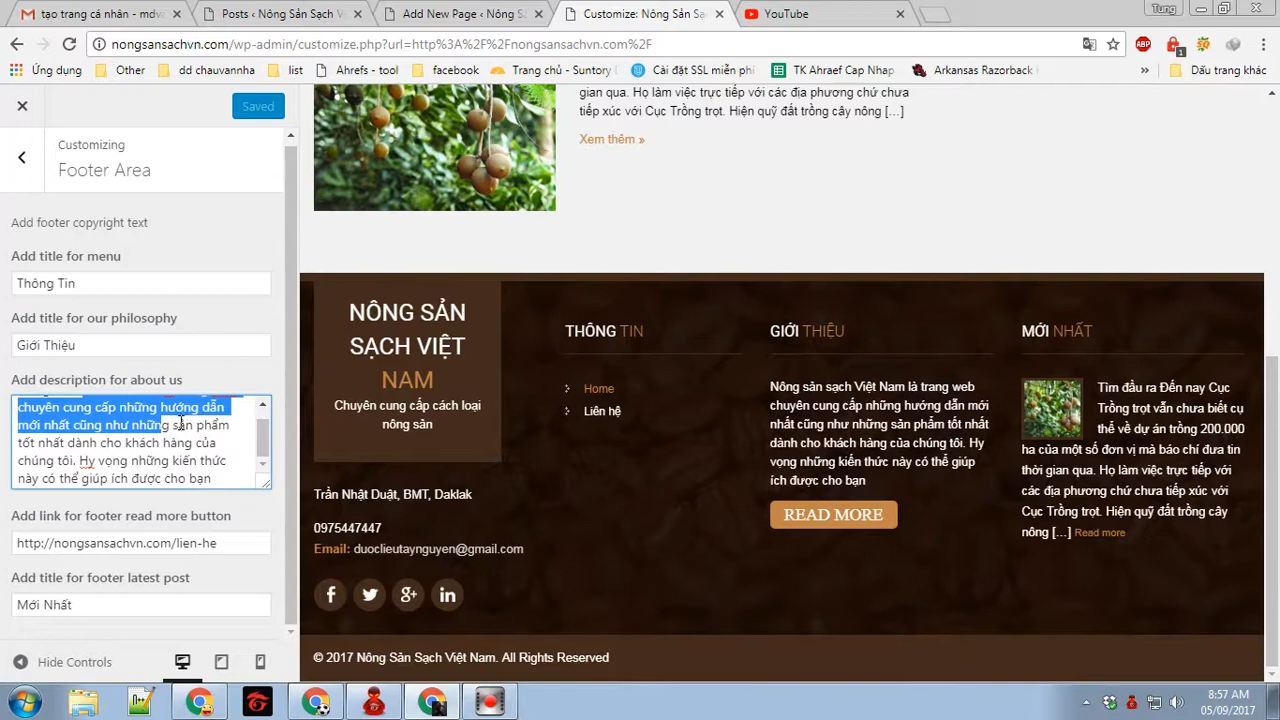 tạo trang cá nhân - mdva
Posts ‹ Nông Sản Sạch V
Add New Page ‹ Nông S
Customize: Nông Sản Sạ
YouTube
Tung
nongsansachvn.com/wp-admin/customize.php?url=http%3A%2F%2Fnongsansachvn.com%2F
ABP
1
Ứng dụng
Other
dd chauvannha
list
Ahrefs - tool
facebook
Trang chủ - Suntory
Cài đặt SSL miễn phí
TK Ahraef Cap Nhap
Arkansas Razorback
»
Dấu trang khác
Saved
Customizing
Footer Area
Add footer copyright text
Add title for menu
Thông Tin
Add title for our philosophy
Giới Thiệu
Add description for about us
chuyên cung cấp những hướng dẫn
mới nhất cũng như những sản phẩm
tốt nhất dành cho khách hàng của
chúng tôi. Hy vọng những kiến thức
này có thể giúp ích được cho bạn
Add link for footer read more button
http://nongsansachvn.com/lien-he
Add title for footer latest post
Mới Nhất
Hide Controls
gian qua. Họ làm việc trực tiếp với các địa phương chứ chưa
tiếp xúc với Cục Trồng trọt. Hiện quỹ đất trồng cây nông […]
Xem thêm »
NÔNG SẢN
SẠCH VIỆT
NAM
Chuyên cung cấp cách loại
nông sản
Trần Nhật Duật, BMT, Daklak
0975447447
Email: duoclieutaynguyen@gmail.com
THÔNG TIN
Home
Liên hệ
GIỚI THIỆU
Nông sản sạch Việt Nam là trang web
chuyên cung cấp những hướng dẫn mới
nhất cũng như những sản phẩm tốt nhất
dành cho khách hàng của chúng tôi. Hy
vọng những kiến thức này có thể giúp
ích được cho bạn
READ MORE
MỚI NHẤT
Tìm đầu ra Đến nay Cục
Trồng trọt vẫn chưa biết cụ
thể về dự án trồng 200.000
ha của một số đơn vị mà báo chí đưa tin
thời gian qua. Họ làm việc trực tiếp với
các địa phương chứ chưa tiếp xúc với
Cục Trồng trọt. Hiện quỹ đất trồng cây
nông […] Read more
© 2017 Nông Sản Sạch Việt Nam. All Rights Reserved
8:57 AM
05/09/2017